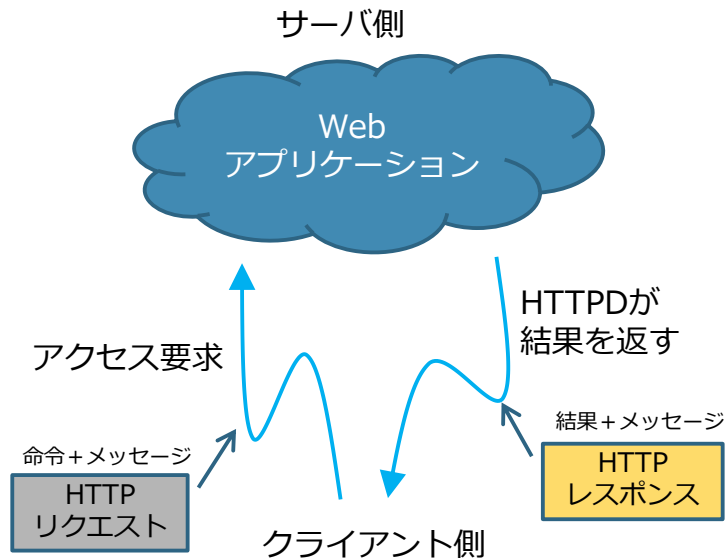 サーバ側
Web
アプリケーション
HTTPDが
結果を返す
アクセス要求
命令＋メッセージ
HTTP
リクエスト
結果＋メッセージ
HTTP
レスポンス
クライアント側